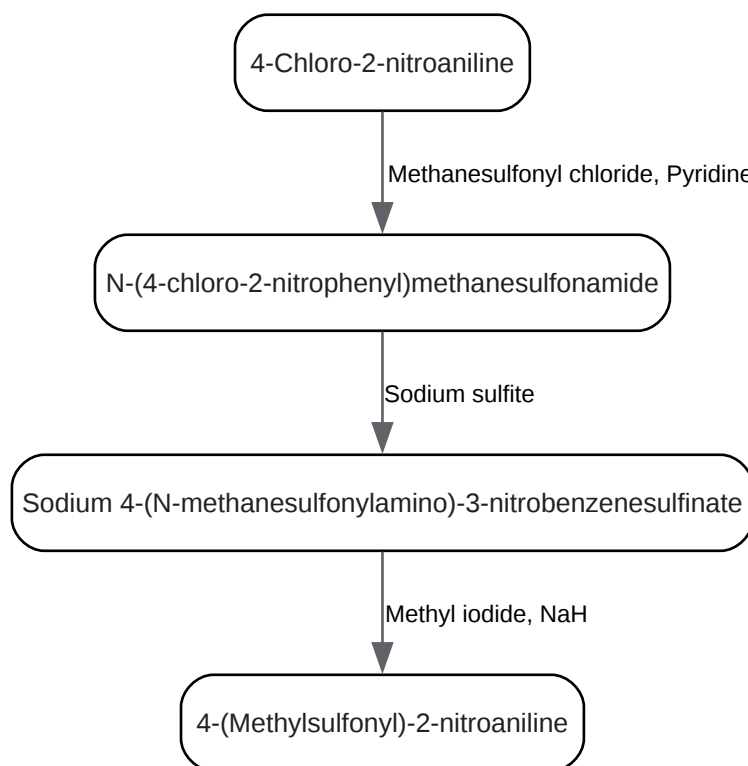 4-Chloro-2-nitroaniline
Methanesulfonyl chloride, Pyridine
N-(4-chloro-2-nitrophenyl)methanesulfonamide
Sodium sulfite
Sodium 4-(N-methanesulfonylamino)-3-nitrobenzenesulfinate
Methyl iodide, NaH
4-(Methylsulfonyl)-2-nitroaniline